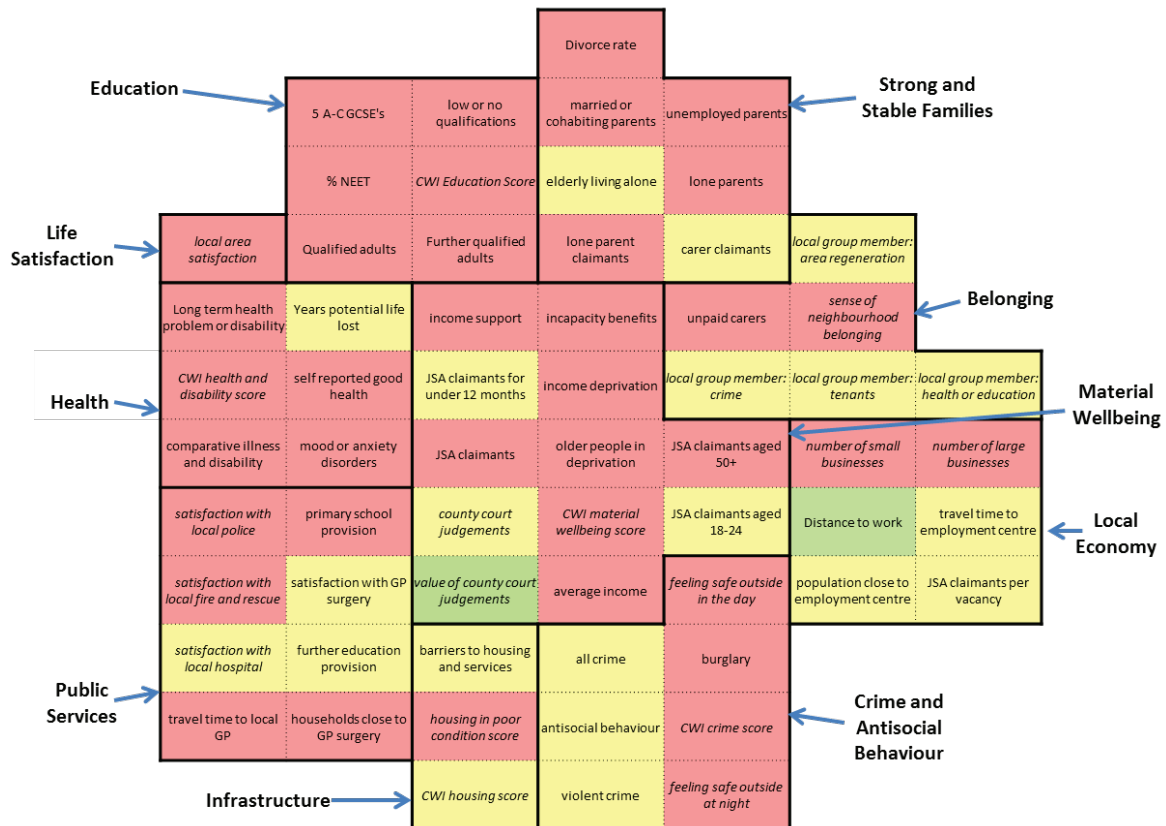 Divorce rate
Education
Strong and
Stable Families
5 A-C GCSE's
low or no
qualifications
married or
cohabiting parents
unemployed parents
% NEET
CWI Education Score
elderly living alone
lone parents
Life
Satisfaction
local area
satisfaction
Qualified adults
Further qualified
adults
lone parent
claimants
carer claimants
local group member:
area regeneration
Belonging
Long term health
problem or disability
Years potential life
lost
income support
incapacity benefits
unpaid carers
sense of
neighbourhood
belonging
Health
CWI health and
disability score
self reported good
health
JSA claimants for
under 12 months
income deprivation
local group member:
crime
local group member:
tenants
local group member:
health or education
Material
Wellbeing
comparative illness
and disability
mood or anxiety
disorders
JSA claimants
older people in
deprivation
JSA claimants aged
50+
number of small
businesses
number of large
businesses
satisfaction with
local police
primary school
provision
county court
judgements
CWI material
wellbeing score
JSA claimants aged
18-24
Distance to work
travel time to
employment centre
Local
Economy
satisfaction with
local fire and rescue
satisfaction with GP
surgery
value of county court
judgements
average income
feeling safe outside
in the day
population close to
employment centre
JSA claimants per
vacancy
satisfaction with
local hospital
further education
provision
barriers to housing
and services
all crime
burglary
Public
Services
travel time to local
GP
households close to
GP surgery
housing in poor
condition score
antisocial behaviour
CWI crime score
Crime and
Antisocial
Behaviour
Infrastructure
CWI housing score
violent crime
feeling safe outside
at night